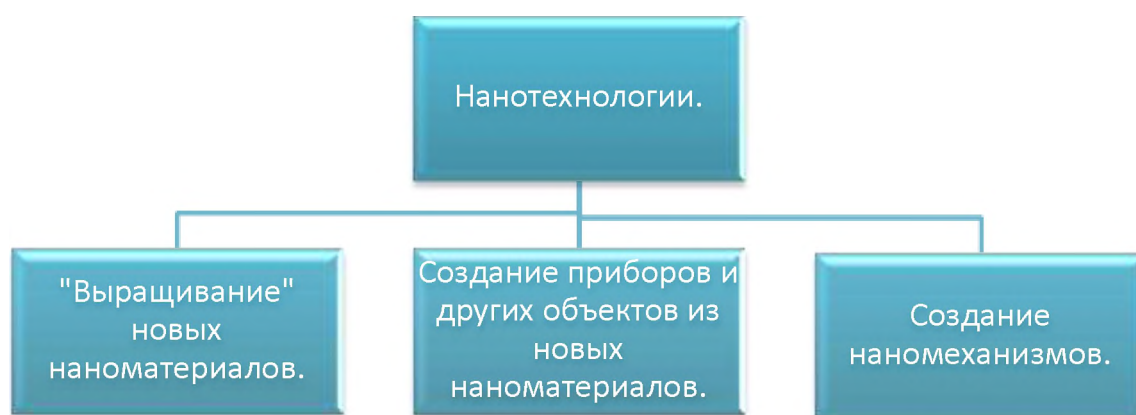 Нанотехнологии.
"Выращивание"
новых
наноматериалов.
Создание приборов и
других объектов из
новых
наноматериалов.
Создание
наномеханизмов.